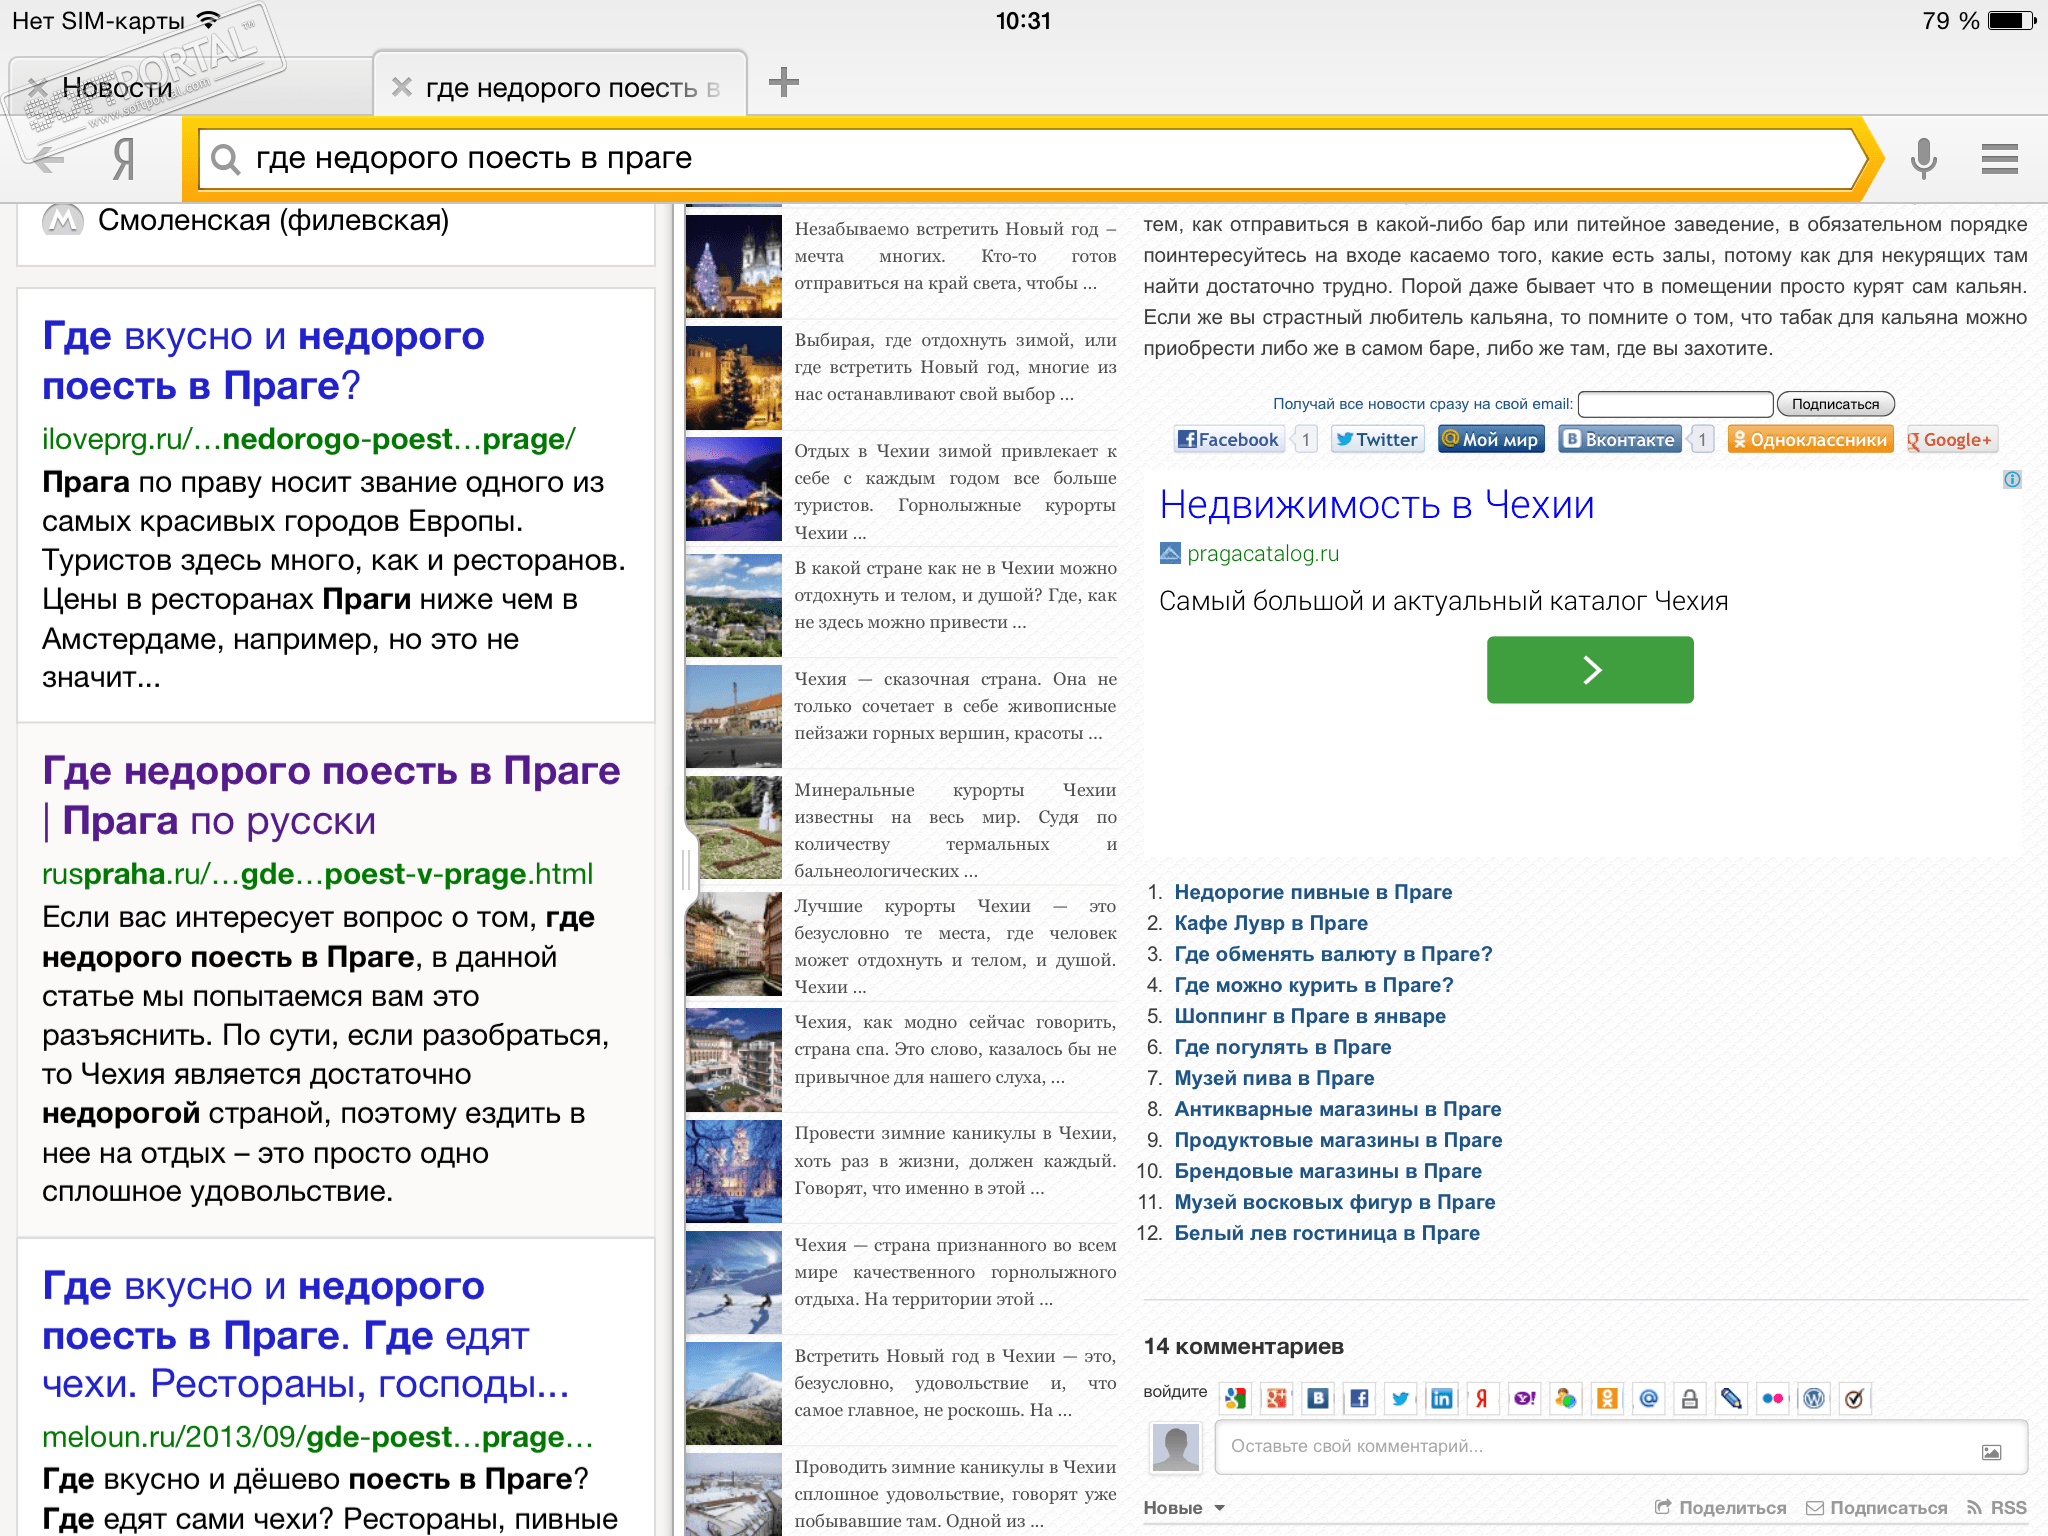 Нет SIM-карты
10:31
79 %
SOFTPORTAL™
www.softportal.com
Новости
где недорого поесть в
Я
где недорого поесть в праге
М Смоленская (филевская)
Где вкусно и недорого
поесть в Праге?
iloveprg.ru/…nedorogo-poest…prage/
Прага по праву носит звание одного из
самых красивых городов Европы.
Туристов здесь много, как и ресторанов.
Цены в ресторанах Праги ниже чем в
Амстердаме, например, но это не
значит...
Где недорого поесть в Праге
| Прага по русски
ruspraha.ru/…gde…poest-v-prage.html
Если вас интересует вопрос о том, где
недорого поесть в Праге, в данной
статье мы попытаемся вам это
разъяснить. По сути, если разобраться,
то Чехия является достаточно
недорогой страной, поэтому ездить в
нее на отдых – это просто одно
сплошное удовольствие.
Где вкусно и недорого
поесть в Праге. Где едят
чехи. Рестораны, господы...
meloun.ru/2013/09/gde-poest…prage…
Где вкусно и дёшево поесть в Праге?
Где едят сами чехи? Рестораны, пивные
Незабываемо встретить Новый год –
мечта многих. Кто-то готов
отправиться на край света, чтобы ...
Выбирая, где отдохнуть зимой, или
где встретить Новый год, многие из
нас останавливают свой выбор ...
Отдых в Чехии зимой привлекает к
себе с каждым годом все больше
туристов. Горнолыжные курорты
Чехии ...
В какой стране как не в Чехии можно
отдохнуть и телом, и душой? Где, как
не здесь можно привести ...
Чехия — сказочная страна. Она не
только сочетает в себе живописные
пейзажи горных вершин, красоты ...
Минеральные курорты Чехии
известны на весь мир. Судя по
количеству термальных и
бальнеологических ...
Лучшие курорты Чехии — это
безусловно те места, где человек
может отдохнуть и телом, и душой.
Чехии ...
Чехия, как модно сейчас говорить,
страна спа. Это слово, казалось бы не
привычное для нашего слуха, ...
Провести зимние каникулы в Чехии,
хоть раз в жизни, должен каждый.
Говорят, что именно в этой ...
Чехия — страна признанного во всем
мире качественного горнолыжного
отдыха. На территории этой ...
Встретить Новый год в Чехии — это,
безусловно, удовольствие и, что
самое главное, не роскошь. На ...
Проводить зимние каникулы в Чехии
сплошное удовольствие, говорят уже
побывавшие там. Одной из ...
тем, как отправиться в какой-либо бар или питейное заведение, в обязательном порядке
поинтересуйтесь на входе касаемо того, какие есть залы, потому как для некурящих там
найти достаточно трудно. Порой даже бывает что в помещении просто курят сам кальян.
Если же вы страстный любитель кальяна, то помните о том, что табак для кальяна можно
приобрести либо же в самом баре, либо же там, где вы захотите.
Получай все новости сразу на свой email: Подписаться
Facebook 1 Twitter Мой мир Вконтакте 1 Одноклассники Google+
Недвижимость в Чехии
pragacatalog.ru
Самый большой и актуальный каталог Чехия
1. Недорогие пивные в Праге
2. Кафе Лувр в Праге
3. Где обменять валюту в Праге?
4. Где можно курить в Праге?
5. Шоппинг в Праге в январе
6. Где погулять в Праге
7. Музей пива в Праге
8. Антикварные магазины в Праге
9. Продуктовые магазины в Праге
10. Брендовые магазины в Праге
11. Музей восковых фигур в Праге
12. Белый лев гостиница в Праге
14 комментариев
войдите
Оставьте свой комментарий...
Новые Поделиться Подписаться RSS